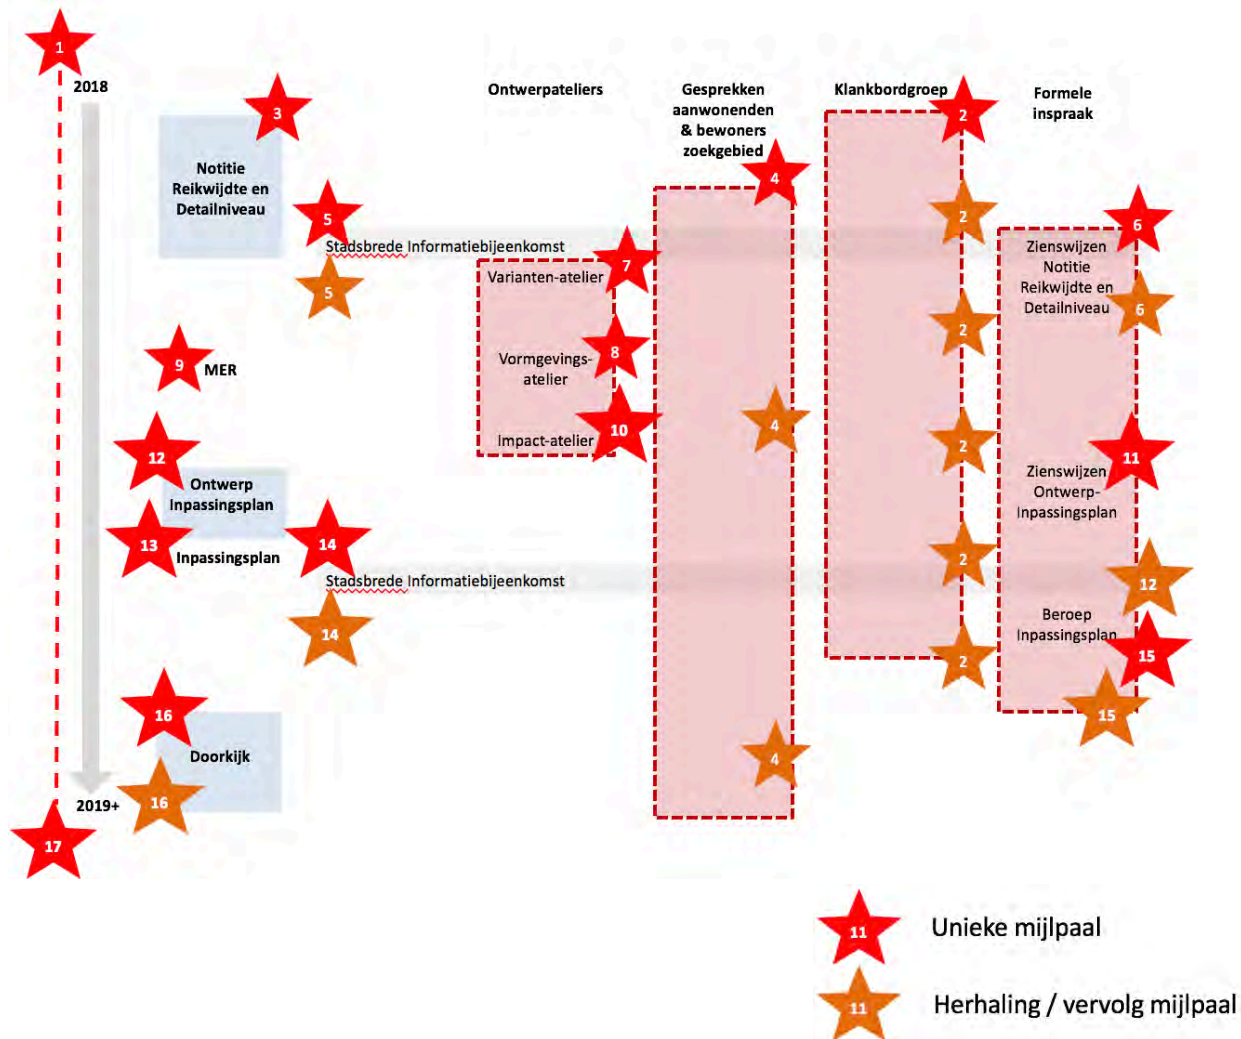 1
2018
3
Notitie
Reikwijdte en
Detailniveau
5
Stadsbrede Informatiebijeenkomst
5
9
MER
12
Ontwerp
Inpassingsplan
13
Inpassingsplan
14
Stadsbrede Informatiebijeenkomst
14
16
Doorkijk
16
2019+
17
Ontwerpateliers
7
Varianten-atelier
8
Vormgevings-
atelier
10
Impact-atelier
Gesprekken
aanwonenden
& bewoners
zoekgebied
4
4
4
Klankbordgroep
2
2
2
2
2
2
Formele
inspraak
6
Zienswijzen
Notitie
Reikwijdte en
Detailniveau
6
11
Zienswijzen
Ontwerp-
Inpassingsplan
12
Beroep
Inpassingsplan
15
15
11
Unieke mijlpaal
11
Herhaling / vervolg mijlpaal